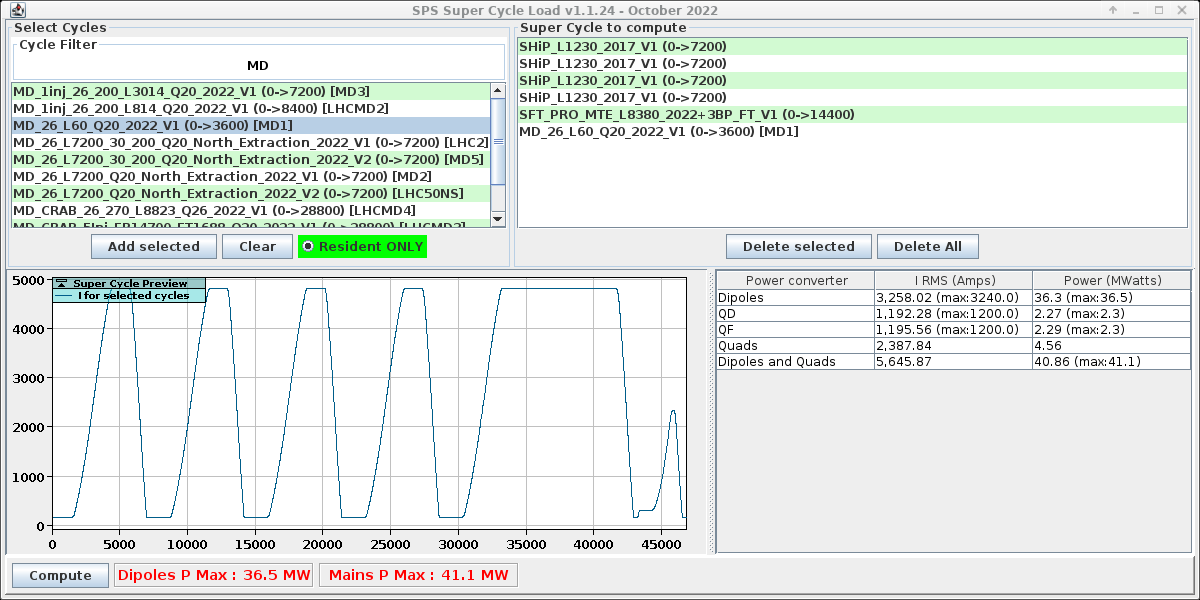 SPS Super Cycle Load v1.1.24 - October 2022
Select Cycles
Cycle Filter
MD
MD_1inj_26_200_L3014_Q20_2022_V1 (0->7200) [MD3]
MD_1inj_26_200_L814_Q20_2022_V1 (0->8400) [LHCMD2]
MD_26_L60_Q20_2022_V1 (0->3600) [MD1]
MD_26_L7200_30_200_Q20_North_Extraction_2022_V1 (0->7200) [LHC2]
MD_26_L7200_30_200_Q20_North_Extraction_2022_V2 (0->7200) [MD5]
MD_26_L7200_Q20_North_Extraction_2022_V1 (0->7200) [MD2]
MD_26_L7200_Q20_North_Extraction_2022_V2 (0->7200) [LHC50NS]
MD_CRAB_26_270_L8823_Q26_2022_V1 (0->28800) [LHCMD4]
Add selected
Clear
Resident ONLY
Super Cycle to compute
SHiP_L1230_2017_V1 (0->7200)
SHiP_L1230_2017_V1 (0->7200)
SHiP_L1230_2017_V1 (0->7200)
SHiP_L1230_2017_V1 (0->7200)
SFT_PRO_MTE_L8380_2022+3BP_FT_V1 (0->14400)
MD_26_L60_Q20_2022_V1 (0->3600) [MD1]
Delete selected
Delete All
Super Cycle Preview
I for selected cycles
5000
4000
3000
2000
1000
0
0 5000 10000 15000 20000 25000 30000 35000 40000 45000
Power converter I RMS (Amps) Power (MWatts)
Dipoles 3,258.02 (max:3240.0) 36.3 (max:36.5)
QD 1,192.28 (max:1200.0) 2.27 (max:2.3)
QF 1,195.56 (max:1200.0) 2.29 (max:2.3)
Quads 2,387.84 4.56
Dipoles and Quads 5,645.87 40.86 (max:41.1)
Compute
Dipoles P Max : 36.5 MW
Mains P Max : 41.1 MW